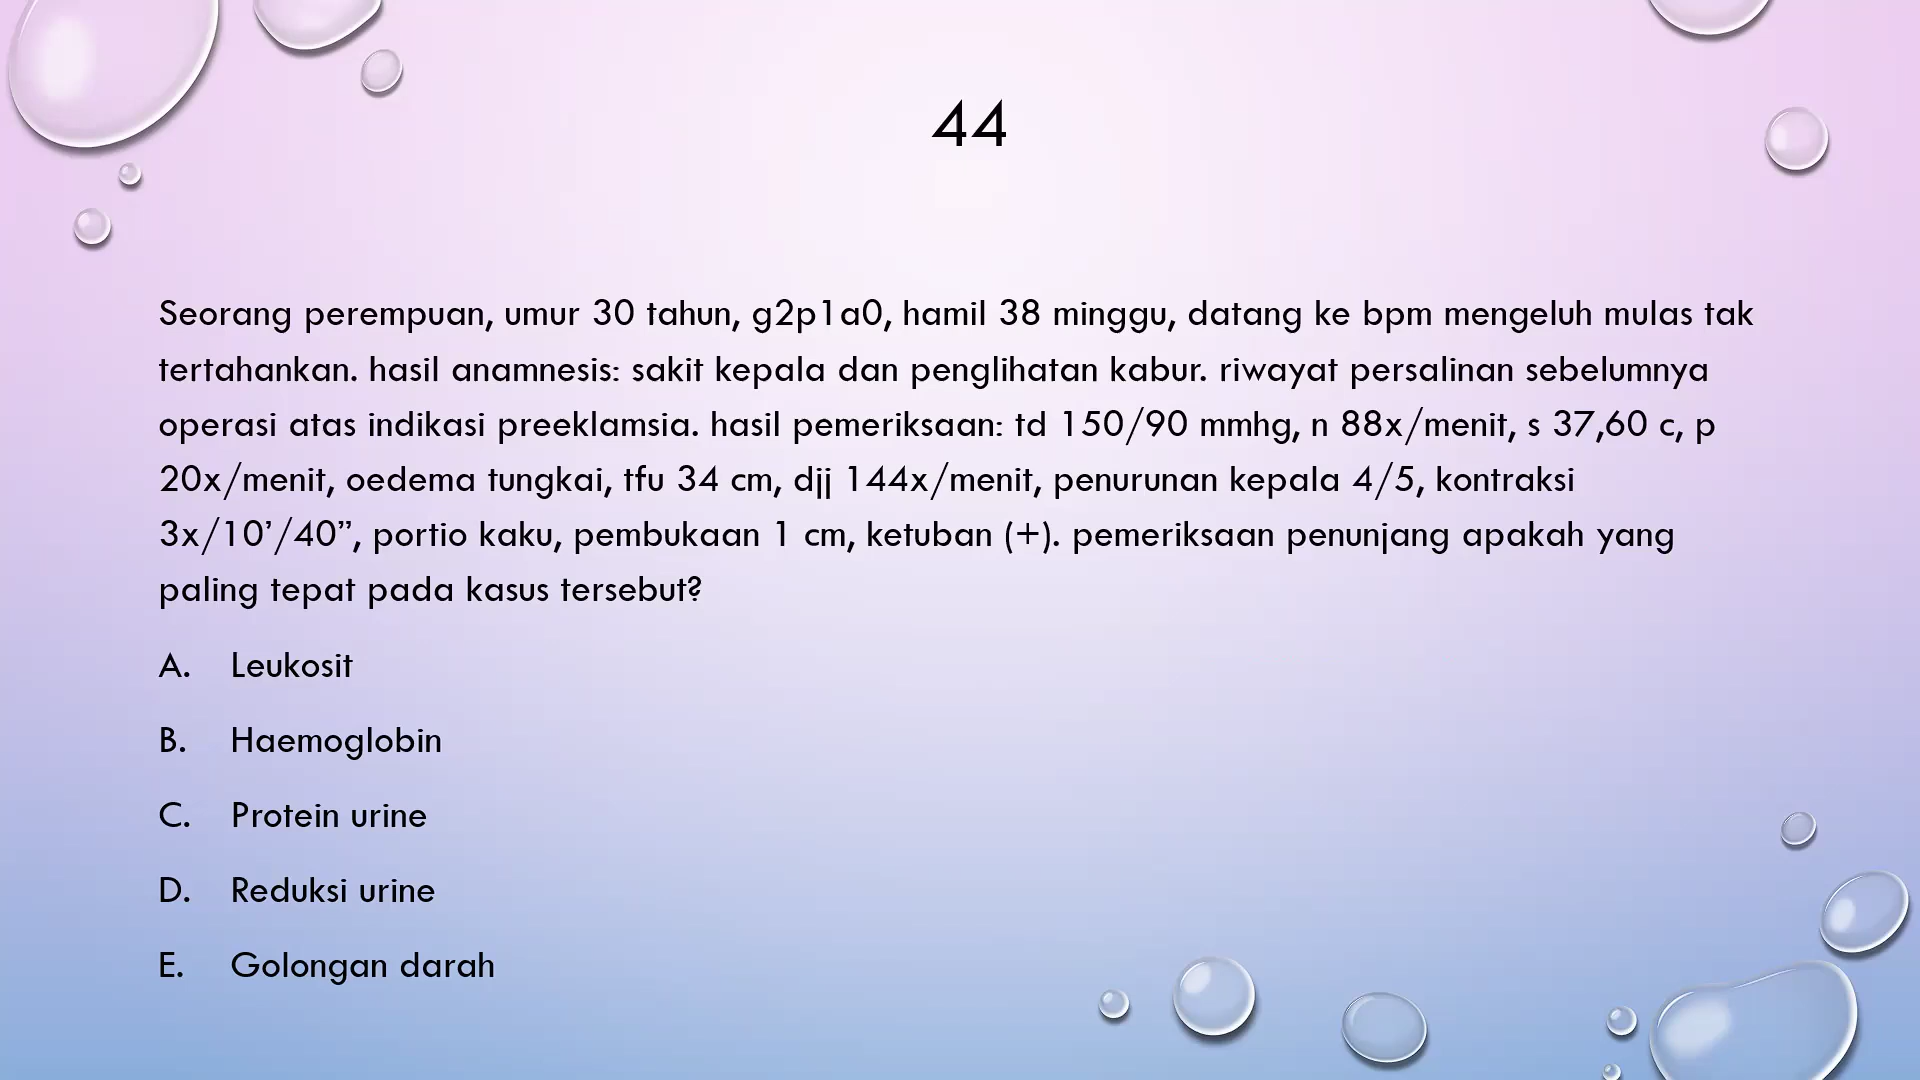 44
Seorang perempuan, umur 30 tahun, g2p1a0, hamil 38 minggu, datang ke bpm mengeluh mulas tak
tertahankan. hasil anamnesis: sakit kepala dan penglihatan kabur. riwayat persalinan sebelumnya
operasi atas indikasi preeklamsia. hasil pemeriksaan: td 150/90 mmhg, n 88x/menit, s 37,60 c, p
20x/menit, oedema tungkai, tfu 34 cm, djj 144x/menit, penurunan kepala 4/5, kontraksi
3x/10’/40”, portio kaku, pembukaan 1 cm, ketuban (+). pemeriksaan penunjang apakah yang
paling tepat pada kasus tersebut?
A. Leukosit
B. Haemoglobin
C. Protein urine
D. Reduksi urine
E. Golongan darah